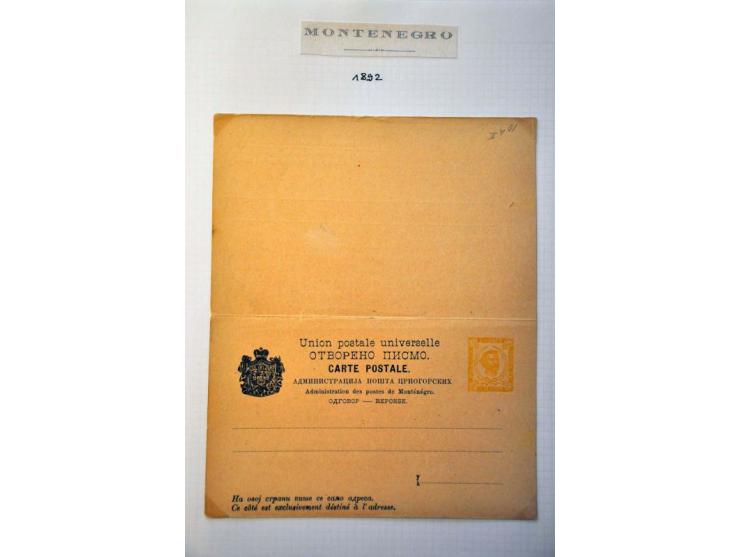 MONTENEGRO
1892
Union postale universelle
ОТВОРЕНО ПИСМО.
CARTE POSTALE.
АДМИНИСТРАЦИЈА ПОШТА ЦРНОГОРСКИХ
Administration des postes de Monténégro.
ОДГОВОР — REPONSE.
На овој страни пише се само адреса.
Ce côté est exclusivement déstiné à l'adresse.